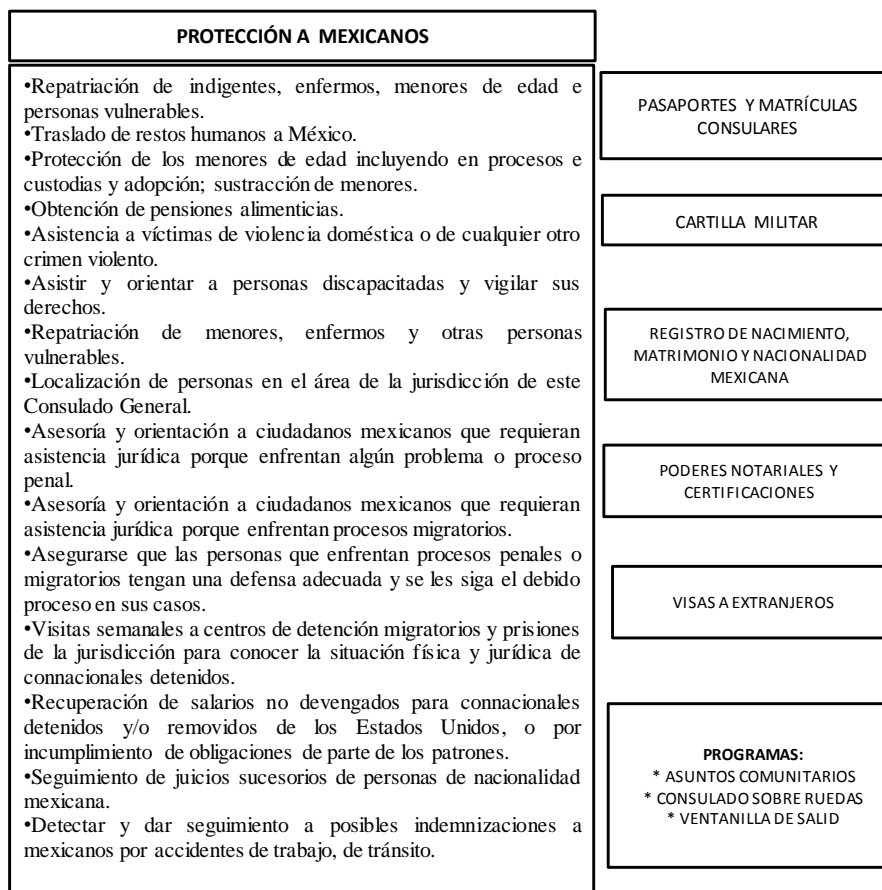 PROTECCIÓN A MEXICANOS
•Repatriación de indigentes, enfermos, menores de edad e
personas vulnerables.
•Traslado de restos humanos a México.
•Protección de los menores de edad incluyendo en procesos e
custodias y adopción; sustracción de menores.
•Obtención de pensiones alimenticias.
•Asistencia a víctimas de violencia doméstica o de cualquier otro
crimen violento.
•Asistir y orientar a personas discapacitadas y vigilar sus
derechos.
•Repatriación de menores, enfermos y otras personas
vulnerables.
•Localización de personas en el área de la jurisdicción de este
Consulado General.
•Asesoría y orientación a ciudadanos mexicanos que requieran
asistencia jurídica porque enfrentan algún problema o proceso
penal.
•Asesoría y orientación a ciudadanos mexicanos que requieran
asistencia jurídica porque enfrentan procesos migratorios.
•Asegurarse que las personas que enfrentan procesos penales o
migratorios tengan una defensa adecuada y se les siga el debido
proceso en sus casos.
•Visitas semanales a centros de detención migratorios y prisiones
de la jurisdicción para conocer la situación física y jurídica de
connacionales detenidos.
•Recuperación de salarios no devengados para connacionales
detenidos y/o removidos de los Estados Unidos, o por
incumplimiento de obligaciones de parte de los patrones.
•Seguimiento de juicios sucesorios de personas de nacionalidad
mexicana.
•Detectar y dar seguimiento a posibles indemnizaciones a
mexicanos por accidentes de trabajo, de tránsito.
PASAPORTES Y MATRÍCULAS
CONSULARES
CARTILLA MILITAR
REGISTRO DE NACIMIENTO,
MATRIMONIO Y NACIONALIDAD
MEXICANA
PODERES NOTARIALES Y
CERTIFICACIONES
VISAS A EXTRANJEROS
PROGRAMAS:
* ASUNTOS COMUNITARIOS
* CONSULADO SOBRE RUEDAS
* VENTANILLA DE SALID